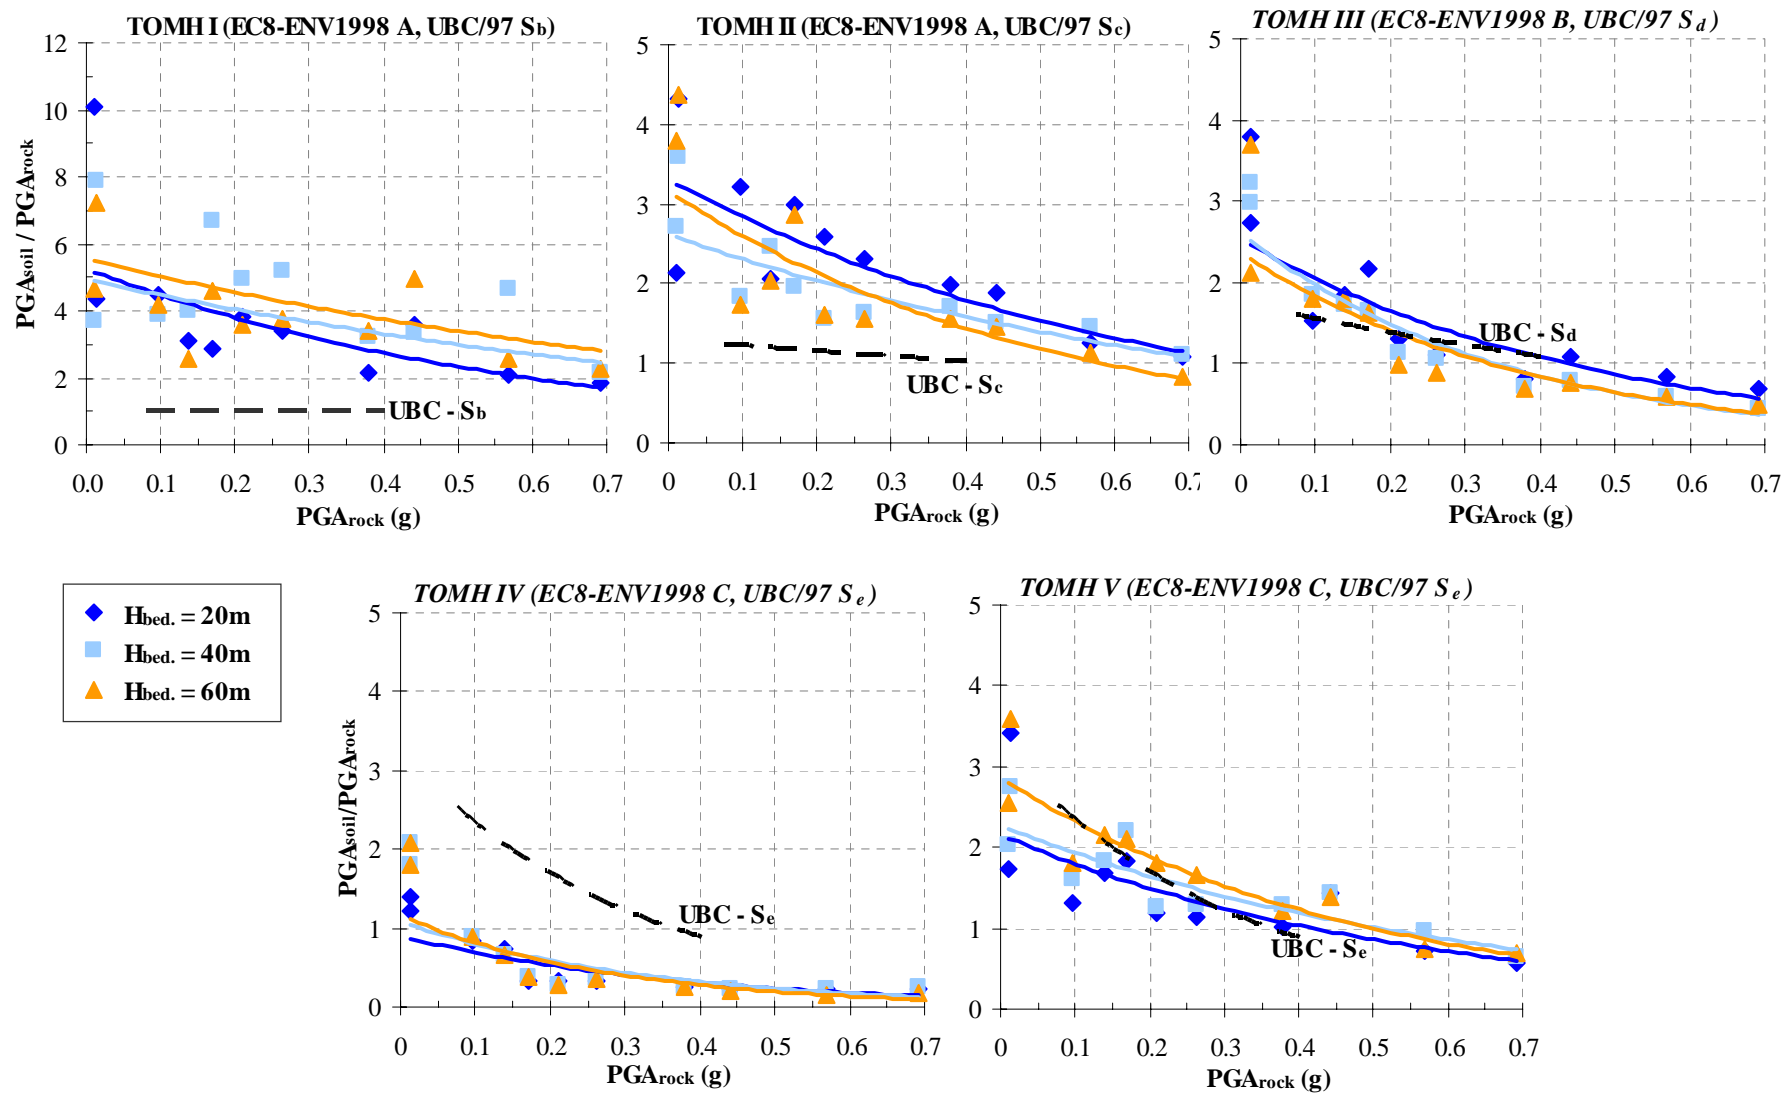 TOMH I (EC8-ENV1998 A, UBC/97 Sb)
12
10
8
6
4
2
0
PGAsoil / PGArock
UBC - Sb
0.0 0.1 0.2 0.3 0.4 0.5 0.6 0.7
PGArock (g)
TOMH II (EC8-ENV1998 A, UBC/97 Sc)
5
4
3
2
1
0
UBC - Sc
0 0.1 0.2 0.3 0.4 0.5 0.6 0.7
PGArock (g)
TOMH III (EC8-ENV1998 B, UBC/97 Sd)
5
4
3
2
1
0
UBC - Sd
0 0.1 0.2 0.3 0.4 0.5 0.6 0.7
PGArock (g)
Hbed. = 20m
Hbed. = 40m
Hbed. = 60m
TOMH IV (EC8-ENV1998 C, UBC/97 Se)
5
4
3
2
1
0
PGAsoil/PGArock
UBC - Se
0 0.1 0.2 0.3 0.4 0.5 0.6 0.7
PGArock (g)
TOMH V (EC8-ENV1998 C, UBC/97 Se)
5
4
3
2
1
0
UBC - Se
0 0.1 0.2 0.3 0.4 0.5 0.6 0.7
PGArock (g)